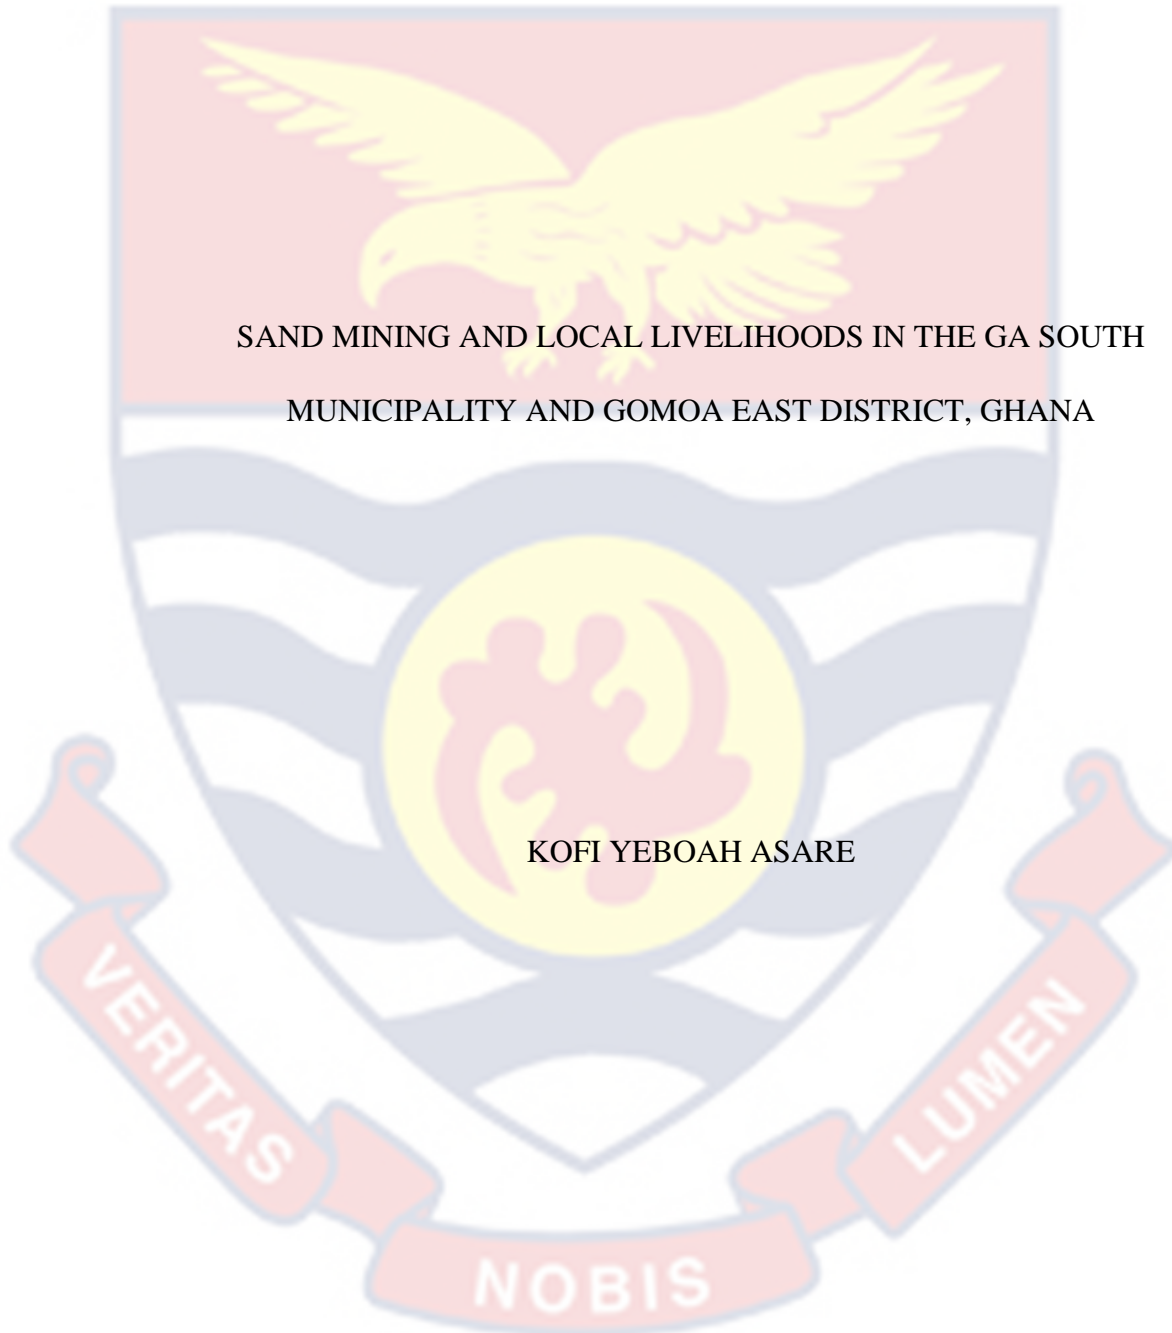 SAND MINING AND LOCAL LIVELIHOODS IN THE GA SOUTH
MUNICIPALITY AND GOMOA EAST DISTRICT, GHANA
KOFI YEBOAH ASARE
VERITAS
NOBIS
LUMEN